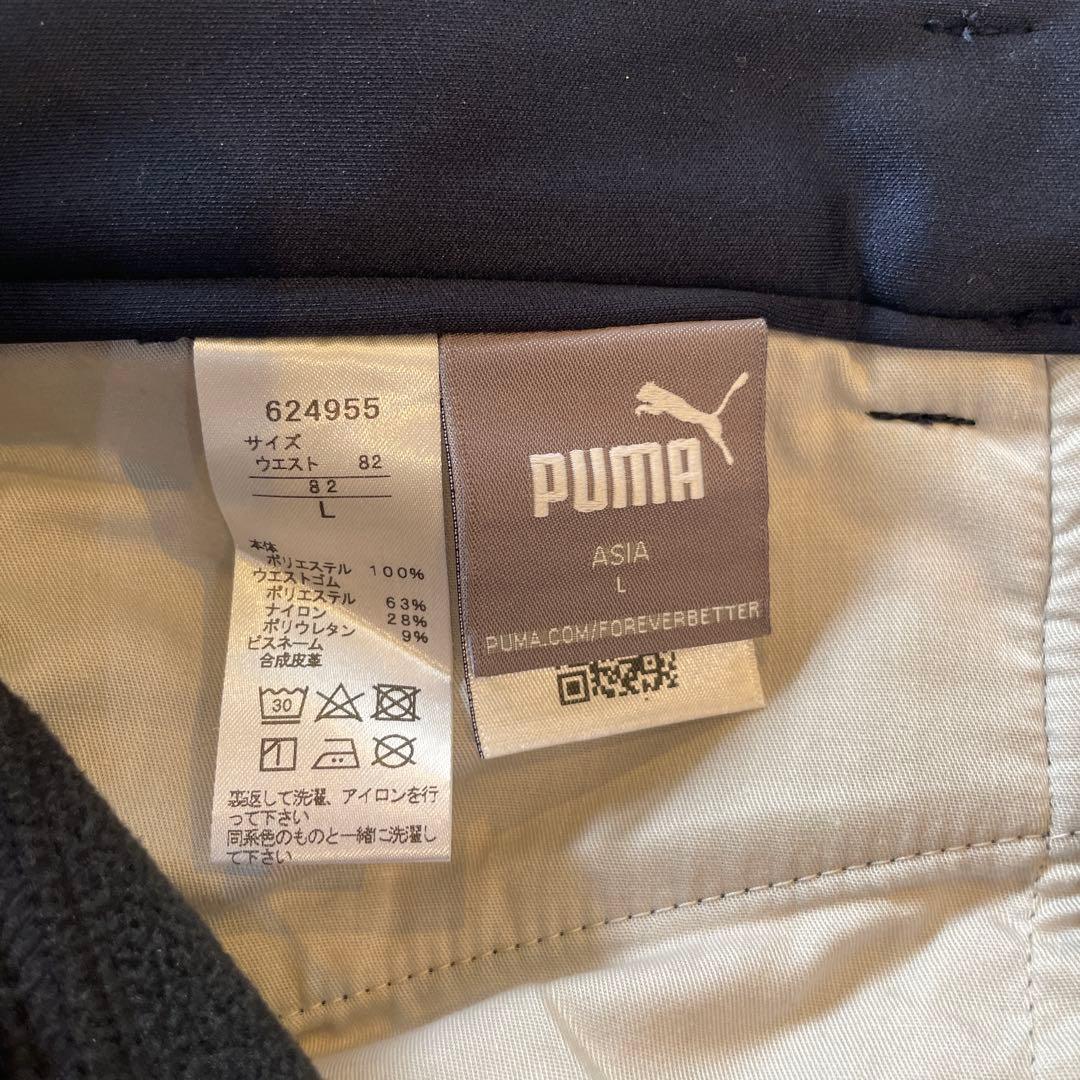 624955
サイズ
ウエスト 82
82
L
本体
ポリエステル 100%
ウエストゴム
ポリエステル 63%
ナイロン 28%
ポリウレタン 9%
ピスネーム
合成皮革
30
裏返して洗濯、アイロンを行
って下さい
同系色のものと一緒に洗濯し
て下さい
PUMA
ASIA
L
PUMA.COM/FOREVERBETTER